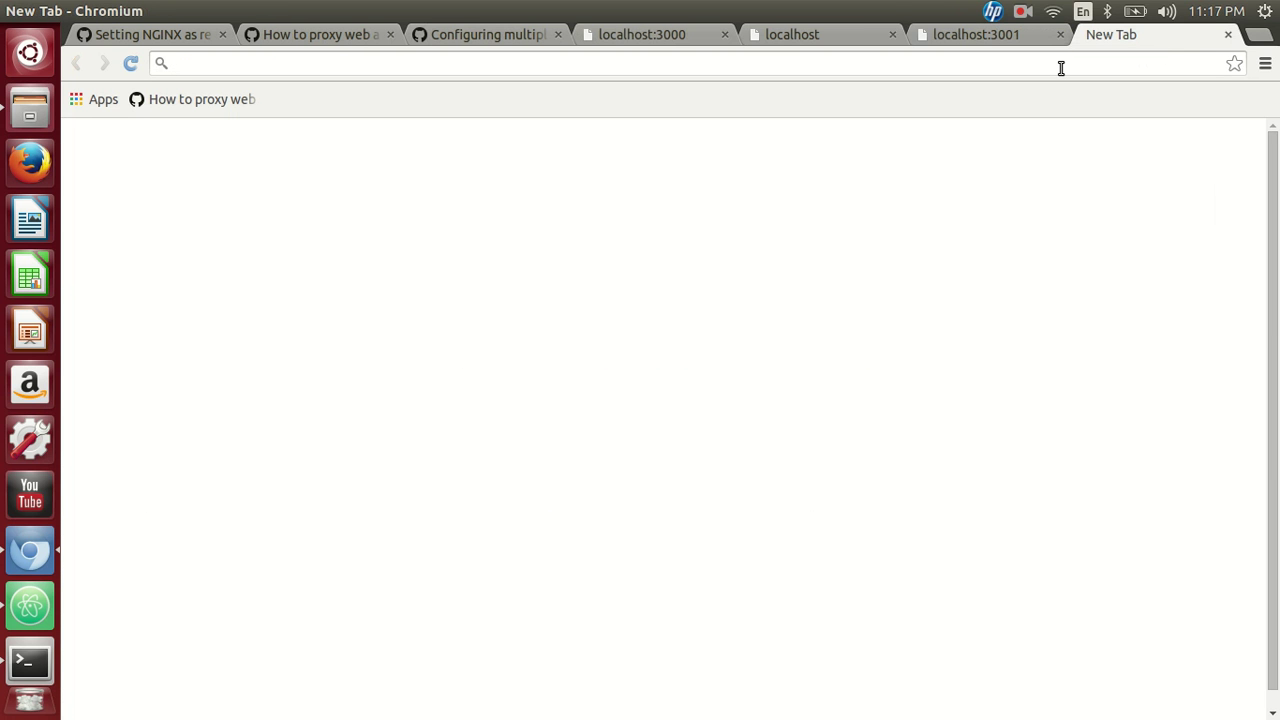 New Tab - Chromium
hp
En
11:17 PM
Setting NGINX as re
How to proxy web a
Configuring multipl
localhost:3000
localhost
localhost:3001
New Tab
Apps
How to proxy web
a
You
Tube
>_